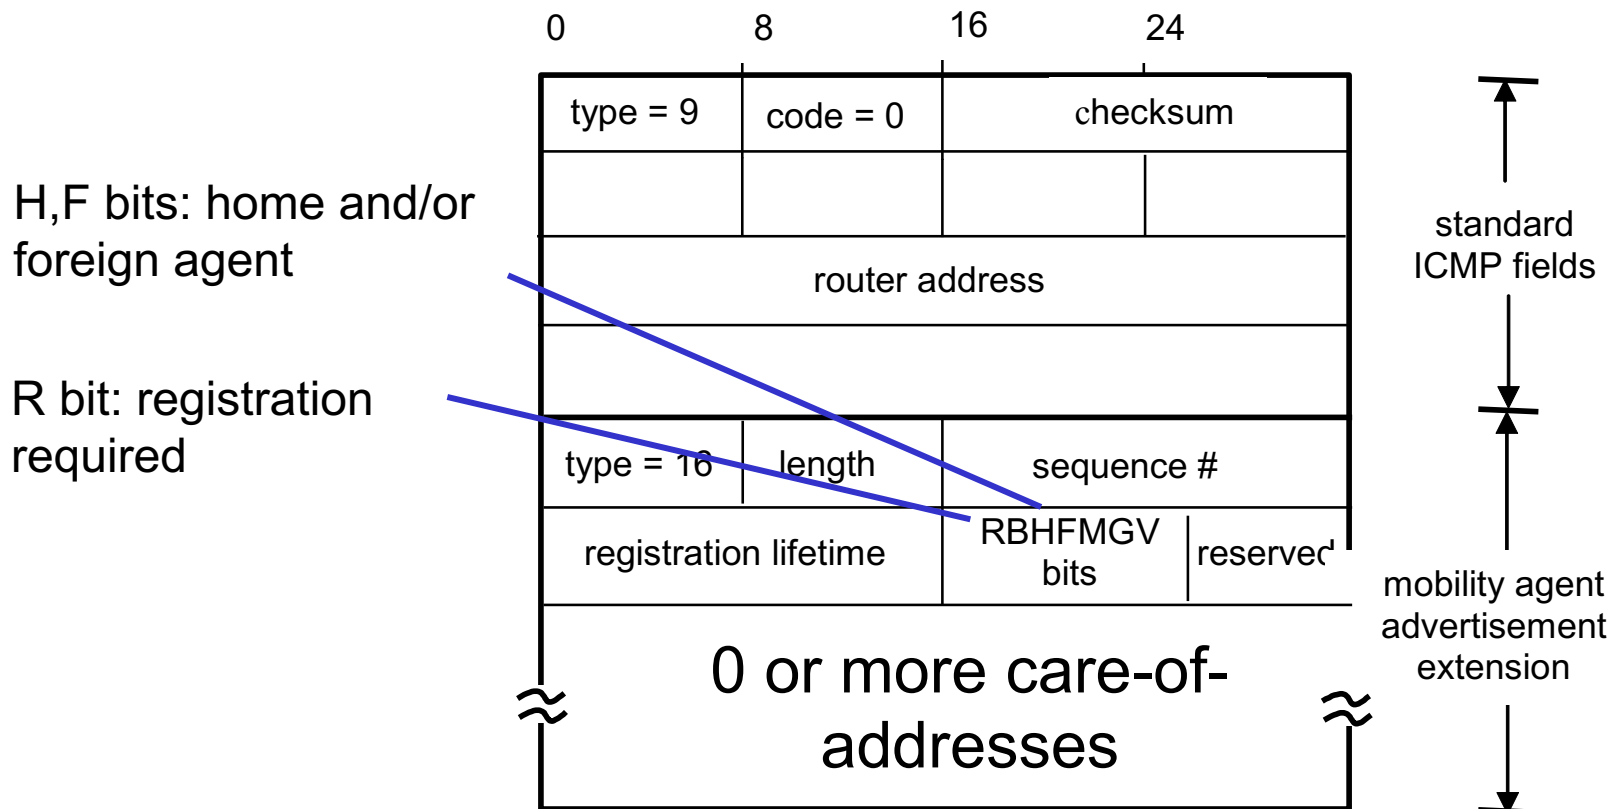 0 8 16 24
type = 9 code = 0 checksum
H,F bits: home and/or
foreign agent
standard
ICMP fields
router address
R bit: registration
required
type = 16 length sequence #
registration lifetime
RBHFMGV
bits
reserved
mobility agent
advertisement
extension
0 or more care-of-
addresses